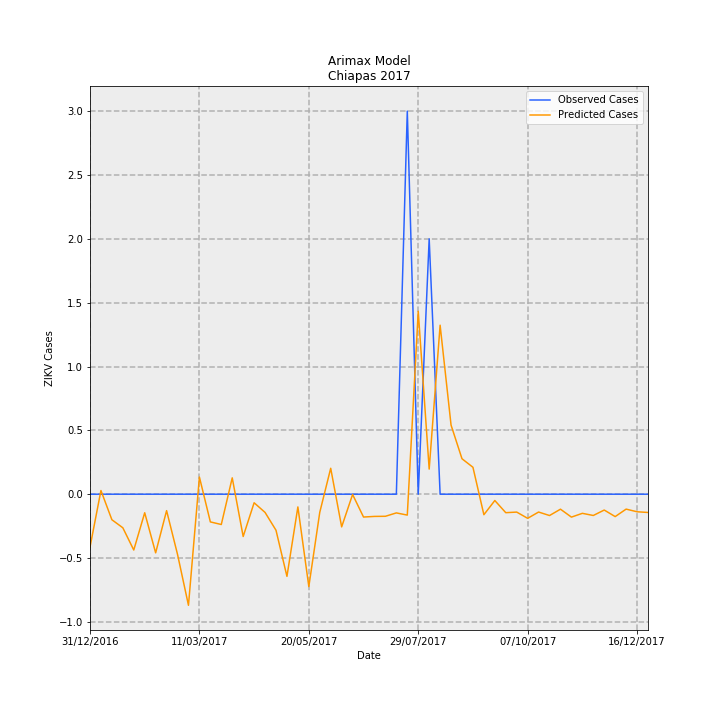 Arimax Model
Chiapas 2017
Observed Cases
Predicted Cases
3.0
2.5
2.0
1.5
1.0
0.5
0.0
−0.5
−1.0
ZIKV Cases
31/12/2016 11/03/2017 20/05/2017 29/07/2017 07/10/2017 16/12/2017
Date